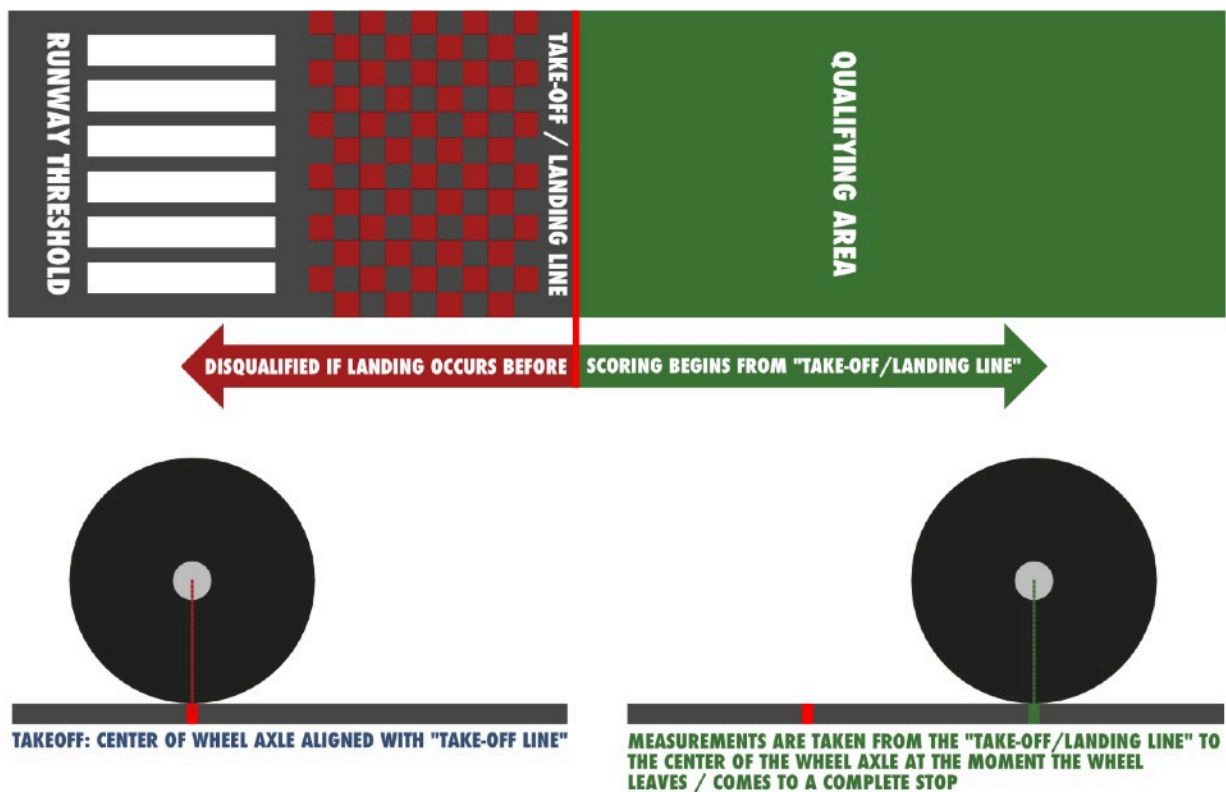 RUNWAY THRESHOLD
TAKE-OFF / LANDING LINE
QUALIFYING AREA
DISQUALIFIED IF LANDING OCCURS BEFORE
SCORING BEGINS FROM "TAKE-OFF/LANDING LINE"
TAKEOFF: CENTER OF WHEEL AXLE ALIGNED WITH "TAKE-OFF LINE"
MEASUREMENTS ARE TAKEN FROM THE "TAKE-OFF/LANDING LINE" TO
THE CENTER OF THE WHEEL AXLE AT THE MOMENT THE WHEEL
LEAVES / COMES TO A COMPLETE STOP